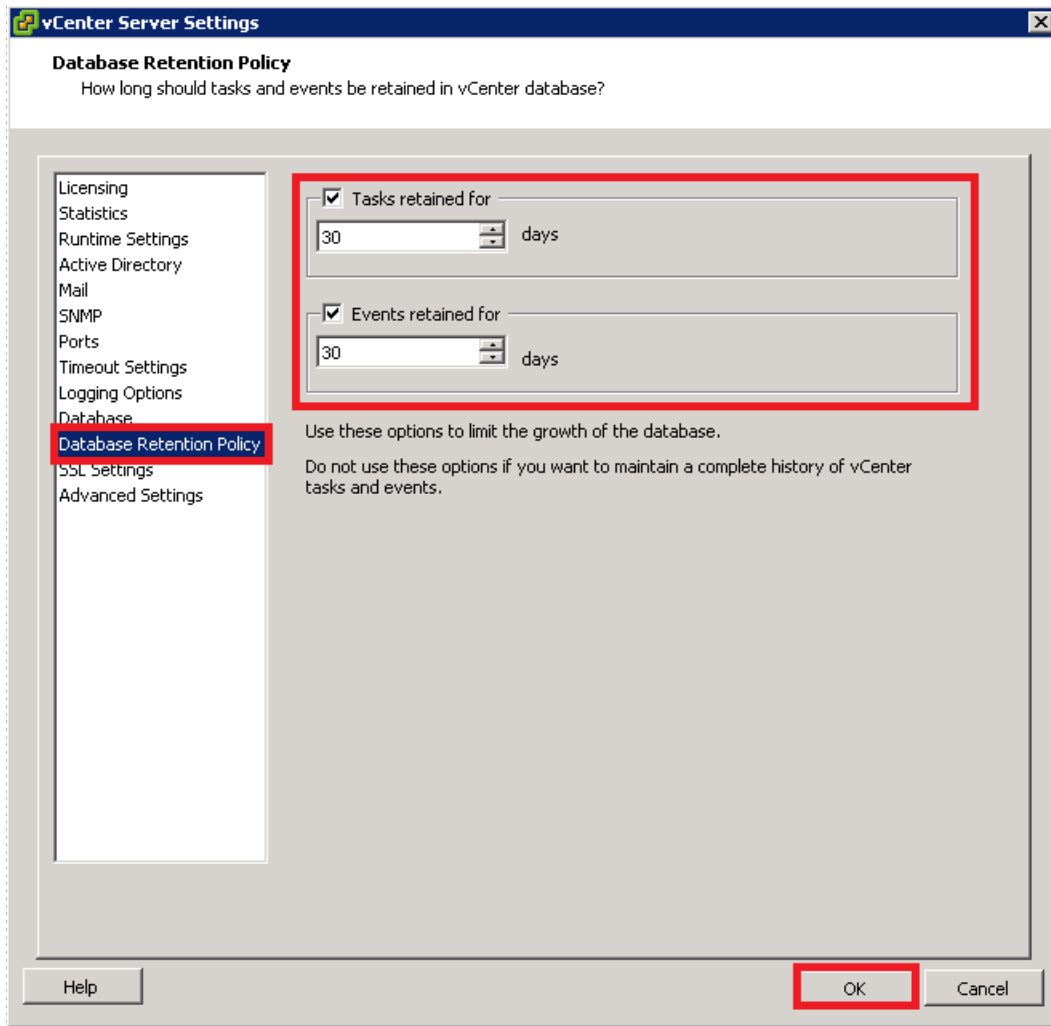 vCenter Server Settings
Database Retention Policy
How long should tasks and events be retained in vCenter database?
Licensing
Statistics
Runtime Settings
Active Directory
Mail
SNMP
Ports
Timeout Settings
Logging Options
Database
Database Retention Policy
SSL Settings
Advanced Settings
Tasks retained for
30 days
Events retained for
30 days
Use these options to limit the growth of the database.
Do not use these options if you want to maintain a complete history of vCenter
tasks and events.
Help OK Cancel